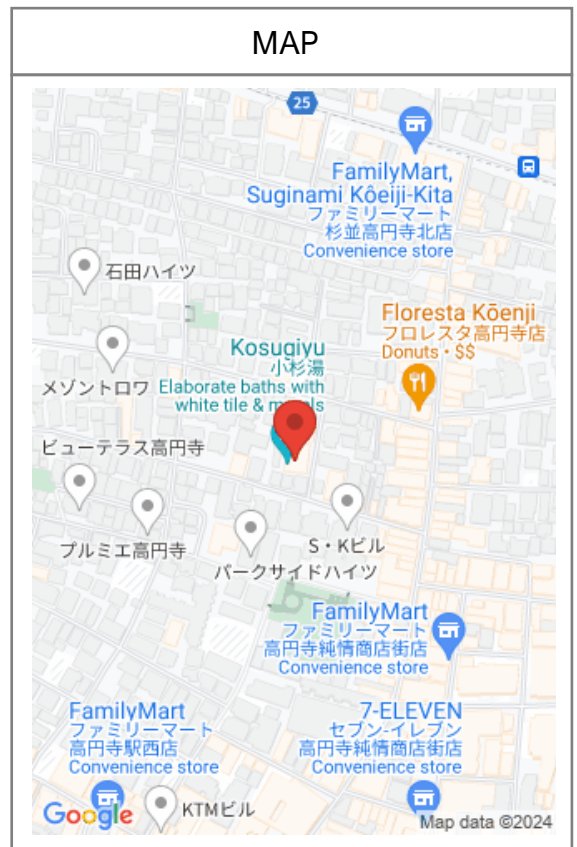 MAP
25
FamilyMart,
Suginami Kôeiji-Kita
ファミリーマート
杉並高円寺北店
Convenience store
石田ハイツ
Floresta Kōenji
フロレスタ高円寺店
Donuts・$$
Kosugiyu
小杉湯
Elaborate baths with
white tile & m
メゾントロワ
ビューテラス高円寺
プルミエ高円寺
S・Kビル
パークサイドハイツ
FamilyMart
ファミリーマート
高円寺純情商店街店
Convenience store
FamilyMart
ファミリーマート
高円寺駅西店
Convenience store
7-ELEVEN
セブン-イレブン
高円寺純情商店街店
Convenience store
KTMビル
Google
Map data ©2024